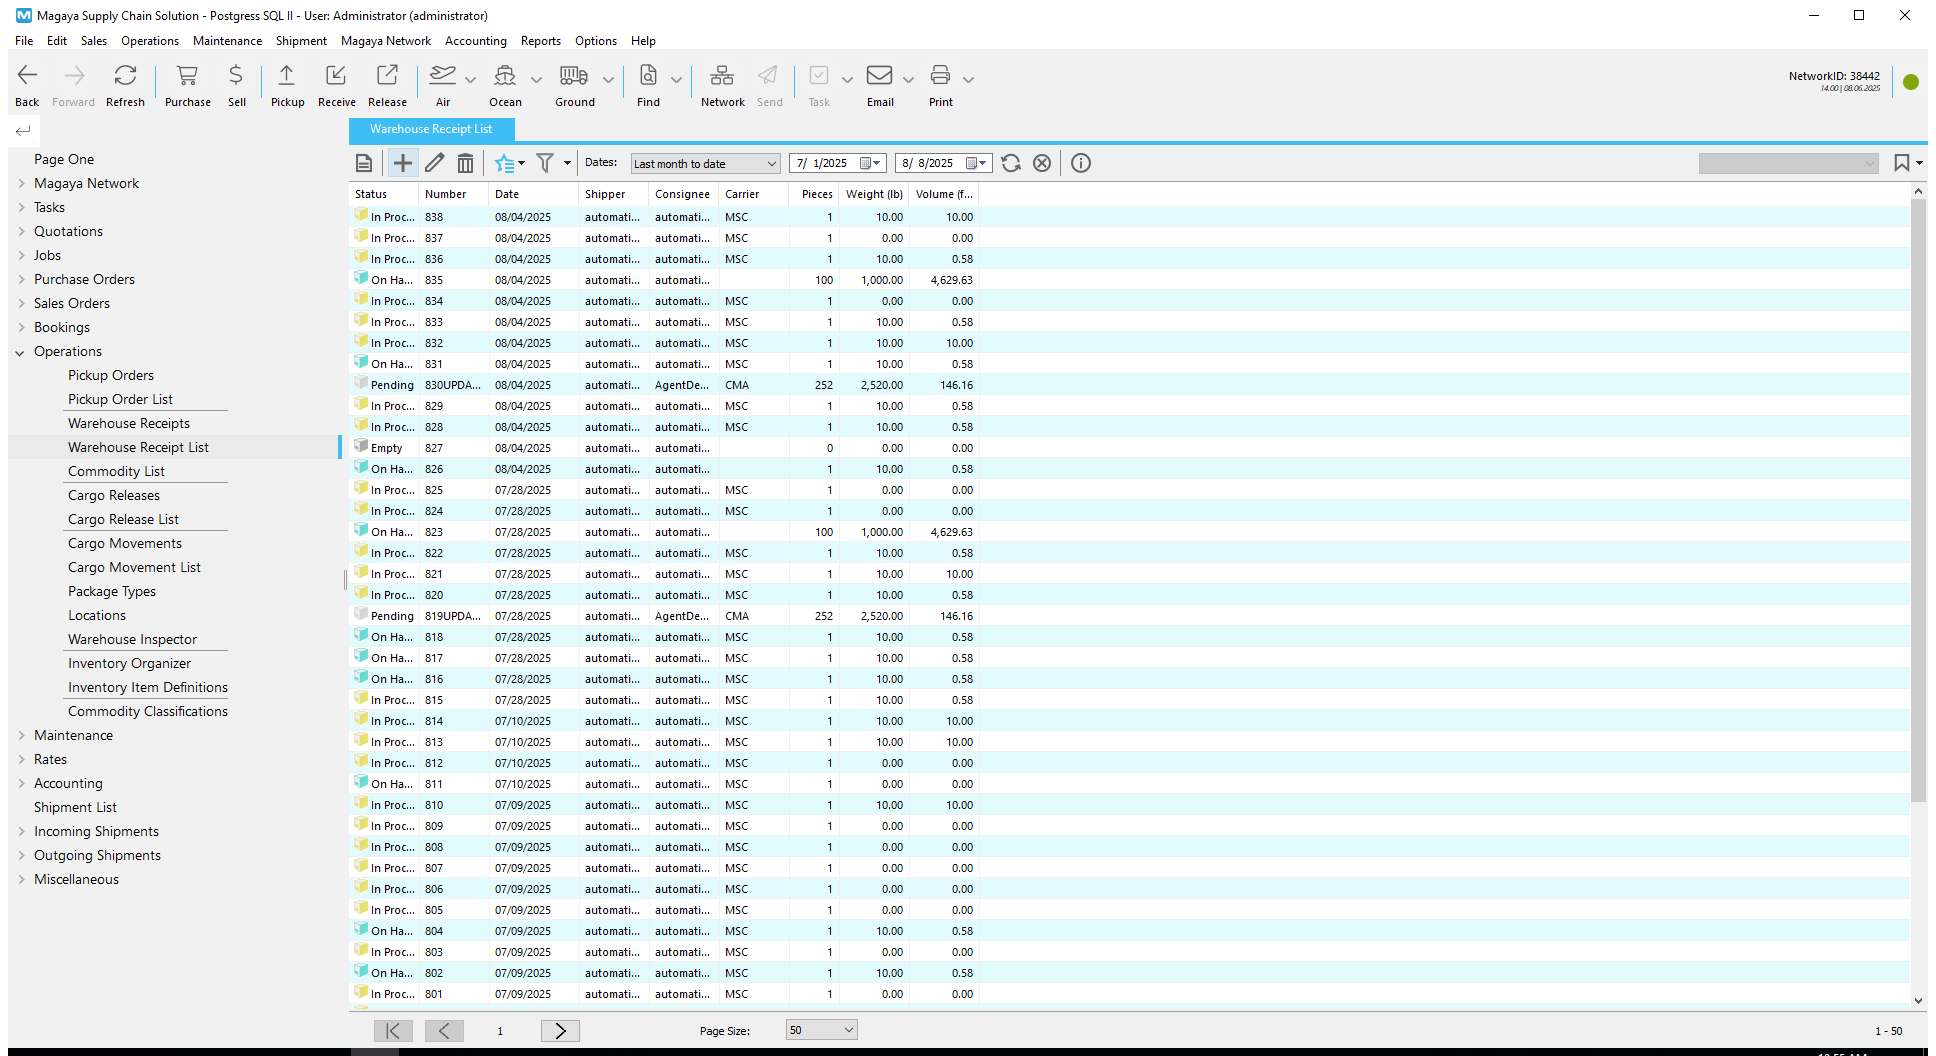 Magaya Supply Chain Solution - Postgress SQL II - User: Administrator (administrator)
File Edit Sales Operations Maintenance Shipment Magaya Network Accounting Reports Options Help
Back Forward Refresh Purchase Sell Pickup Receive Release Air Ocean Ground Find Network Send Task Email Print
NetworkID: 38442
14.00 | 08.06.2025
Page One
Magaya Network
Tasks
Quotations
Jobs
Purchase Orders
Sales Orders
Bookings
Operations
Pickup Orders
Pickup Order List
Warehouse Receipts
Warehouse Receipt List
Commodity List
Cargo Releases
Cargo Release List
Cargo Movements
Cargo Movement List
Package Types
Locations
Warehouse Inspector
Inventory Organizer
Inventory Item Definitions
Commodity Classifications
Maintenance
Rates
Accounting
Shipment List
Incoming Shipments
Outgoing Shipments
Miscellaneous
Warehouse Receipt List
Dates: Last month to date 7/ 1/2025 8/ 8/2025
Status Number Date Shipper Consignee Carrier Pieces Weight (lb) Volume (f...
In Proc... 838 08/04/2025 automati... automati... MSC 1 10.00 10.00
In Proc... 837 08/04/2025 automati... automati... MSC 1 0.00 0.00
In Proc... 836 08/04/2025 automati... automati... MSC 1 10.00 0.58
On Ha... 835 08/04/2025 automati... automati... 100 1,000.00 4,629.63
In Proc... 834 08/04/2025 automati... automati... MSC 1 0.00 0.00
In Proc... 833 08/04/2025 automati... automati... MSC 1 10.00 0.58
In Proc... 832 08/04/2025 automati... automati... MSC 1 10.00 10.00
On Ha... 831 08/04/2025 automati... automati... MSC 1 10.00 0.58
Pending 830UPDA... 08/04/2025 automati... AgentDe... CMA 252 2,520.00 146.16
In Proc... 829 08/04/2025 automati... automati... MSC 1 10.00 0.58
In Proc... 828 08/04/2025 automati... automati... MSC 1 10.00 0.58
Empty 827 08/04/2025 automati... automati... 0 0.00 0.00
On Ha... 826 08/04/2025 automati... automati... 1 10.00 0.58
In Proc... 825 07/28/2025 automati... automati... MSC 1 0.00 0.00
In Proc... 824 07/28/2025 automati... automati... MSC 1 0.00 0.00
On Ha... 823 07/28/2025 automati... automati... 100 1,000.00 4,629.63
In Proc... 822 07/28/2025 automati... automati... MSC 1 10.00 0.58
In Proc... 821 07/28/2025 automati... automati... MSC 1 10.00 10.00
In Proc... 820 07/28/2025 automati... automati... MSC 1 10.00 0.58
Pending 819UPDA... 07/28/2025 automati... AgentDe... CMA 252 2,520.00 146.16
On Ha... 818 07/28/2025 automati... automati... MSC 1 10.00 0.58
On Ha... 817 07/28/2025 automati... automati... MSC 1 10.00 0.58
On Ha... 816 07/28/2025 automati... automati... MSC 1 10.00 0.58
In Proc... 815 07/28/2025 automati... automati... MSC 1 10.00 0.58
In Proc... 814 07/10/2025 automati... automati... MSC 1 10.00 10.00
In Proc... 813 07/10/2025 automati... automati... MSC 1 10.00 10.00
In Proc... 812 07/10/2025 automati... automati... MSC 1 0.00 0.00
On Ha... 811 07/10/2025 automati... automati... MSC 1 0.00 0.00
In Proc... 810 07/09/2025 automati... automati... MSC 1 10.00 10.00
In Proc... 809 07/09/2025 automati... automati... MSC 1 0.00 0.00
In Proc... 808 07/09/2025 automati... automati... MSC 1 0.00 0.00
In Proc... 807 07/09/2025 automati... automati... MSC 1 0.00 0.00
In Proc... 806 07/09/2025 automati... automati... MSC 1 0.00 0.00
In Proc... 805 07/09/2025 automati... automati... MSC 1 0.00 0.00
On Ha... 804 07/09/2025 automati... automati... MSC 1 10.00 0.58
In Proc... 803 07/09/2025 automati... automati... MSC 1 0.00 0.00
On Ha... 802 07/09/2025 automati... automati... MSC 1 10.00 0.58
In Proc... 801 07/09/2025 automati... automati... MSC 1 0.00 0.00
1 Page Size: 50 1 - 50